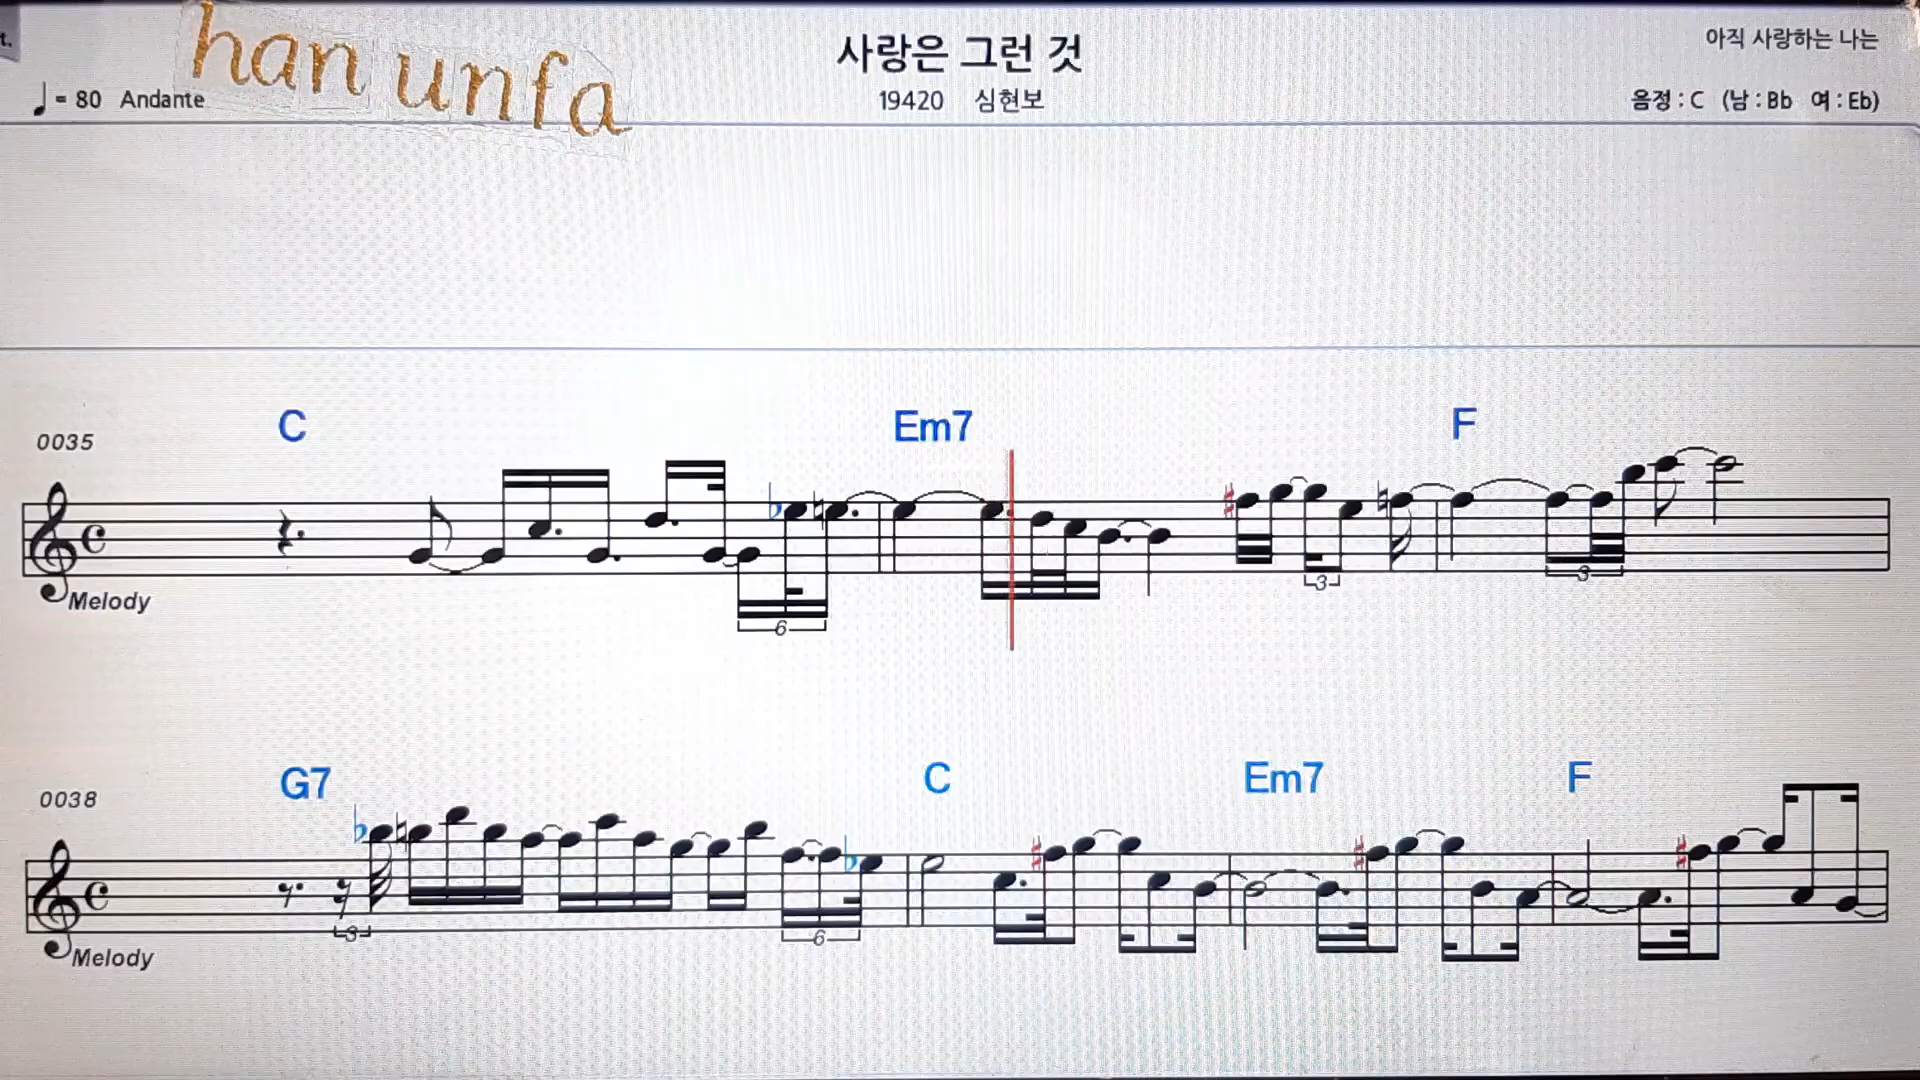 t.
han unfa
사랑은 그런 것
아직 사랑하는 나는
♩ = 80 Andante
19420 심현보
음정 : C (남 : Bb 여 : Eb)
C Em7 F
0035
Melody
3 3
6
G7 C Em7 F
0038
3 6
Melody